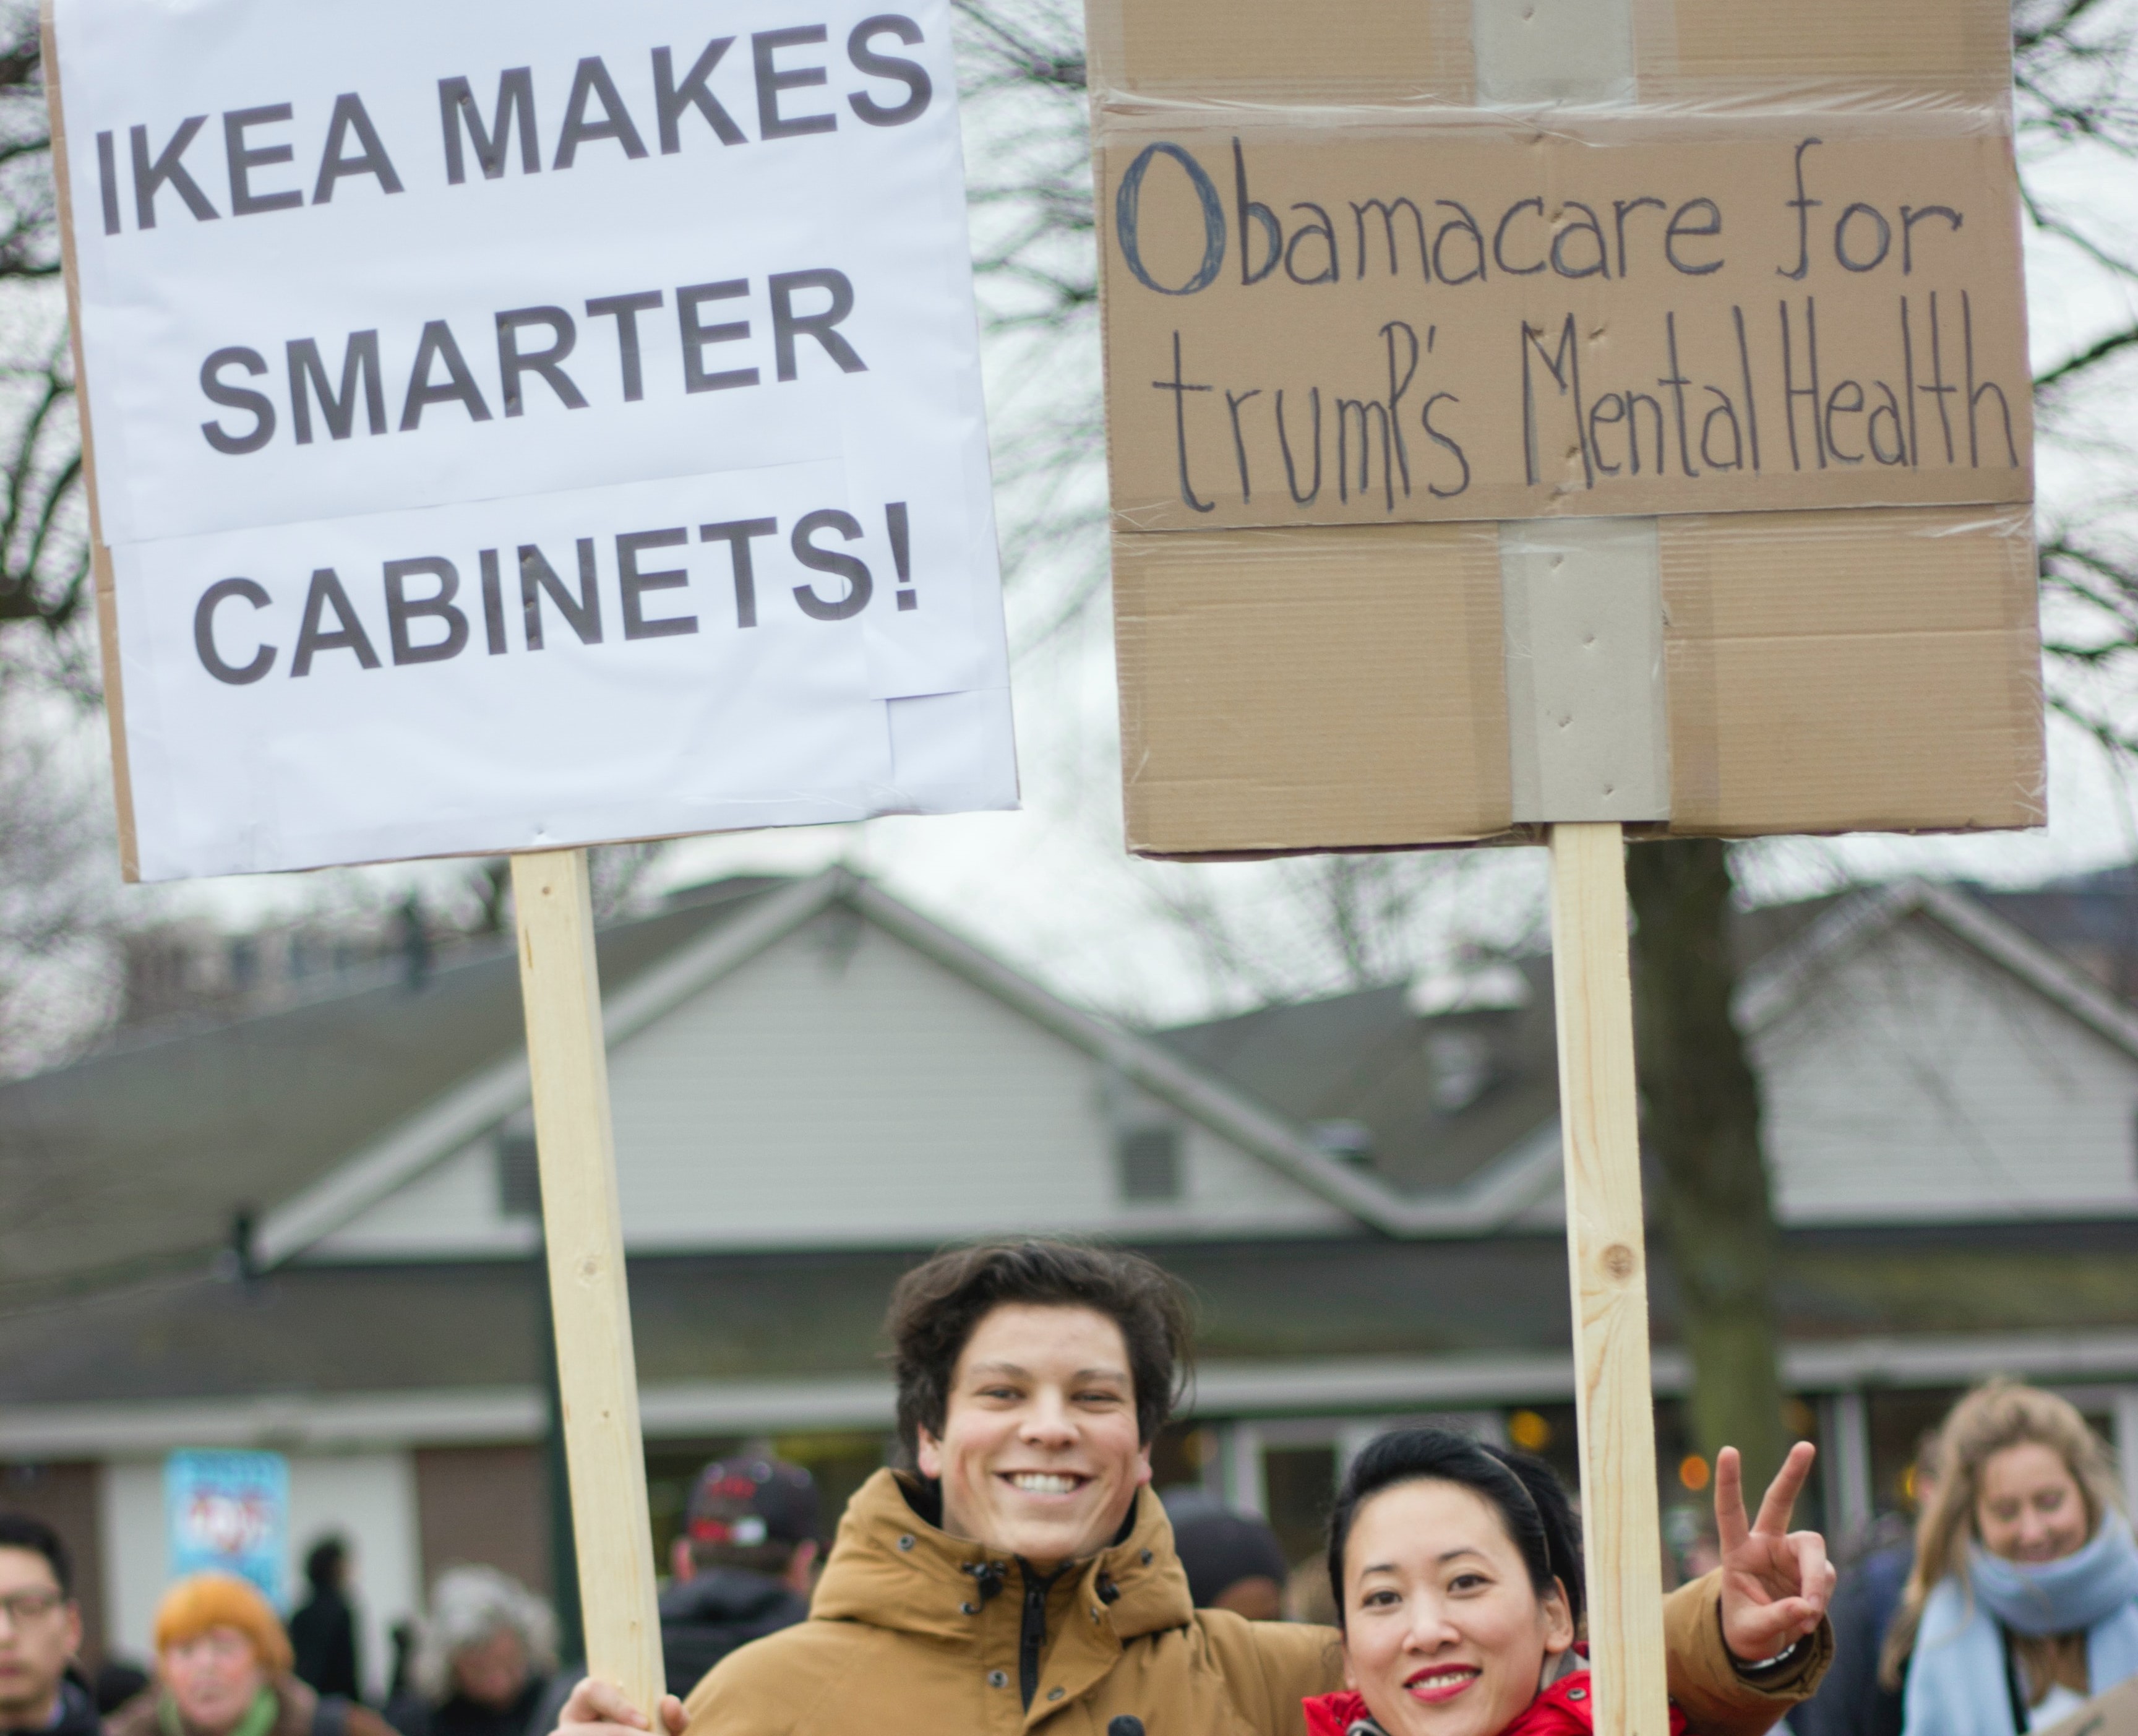 IKEA MAKES
SMARTER
CABINETS!
Obamacare for
trumP's Mental Health